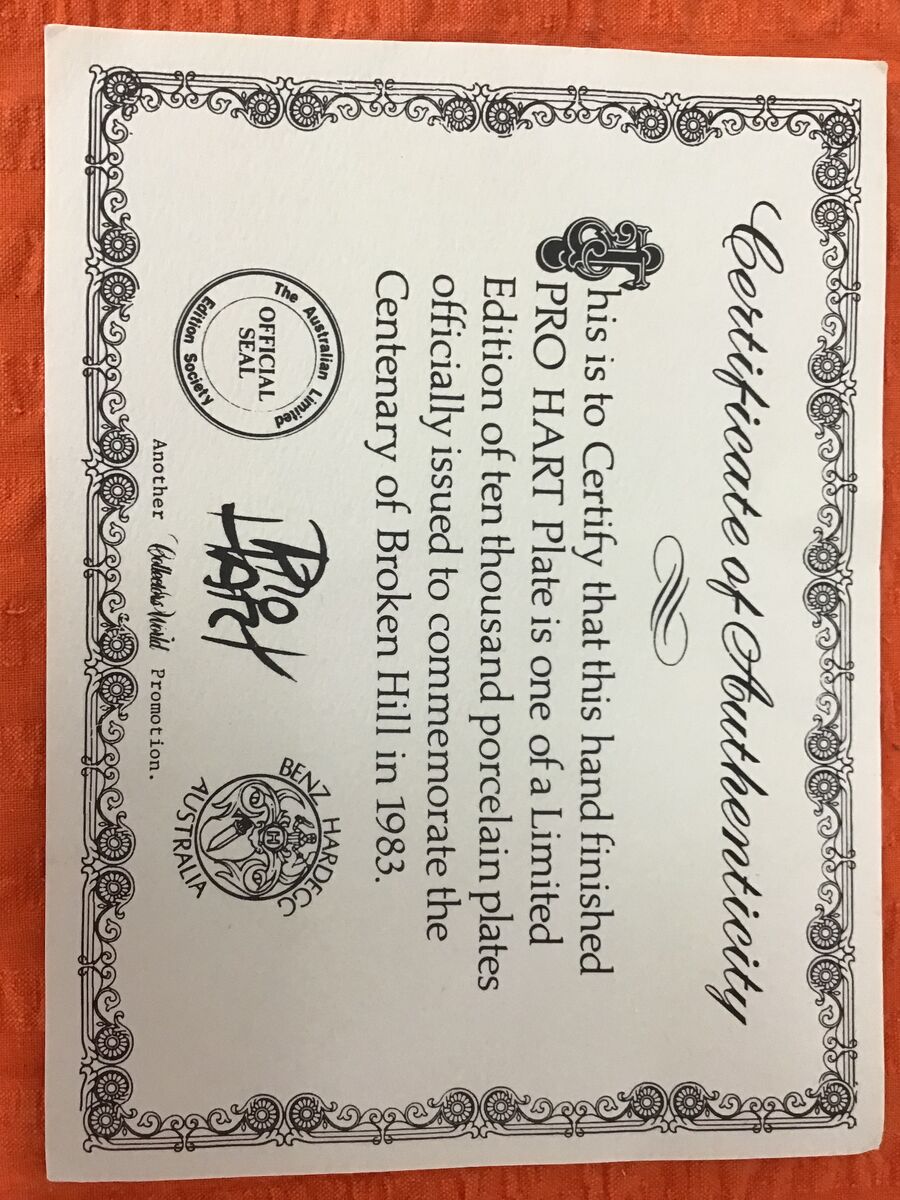 Certificate of Authenticity
This is to Certify that this hand finished
PRO HART Plate is one of a Limited
Edition of ten thousand porcelain plates
officially issued to commemorate the
Centenary of Broken Hill in 1983.
The Australian Limited
Edition Society
OFFICIAL
SEAL
PRO
HART
BENZ HARDECO
AUSTRALIA
H
Another Collectors World Promotion.